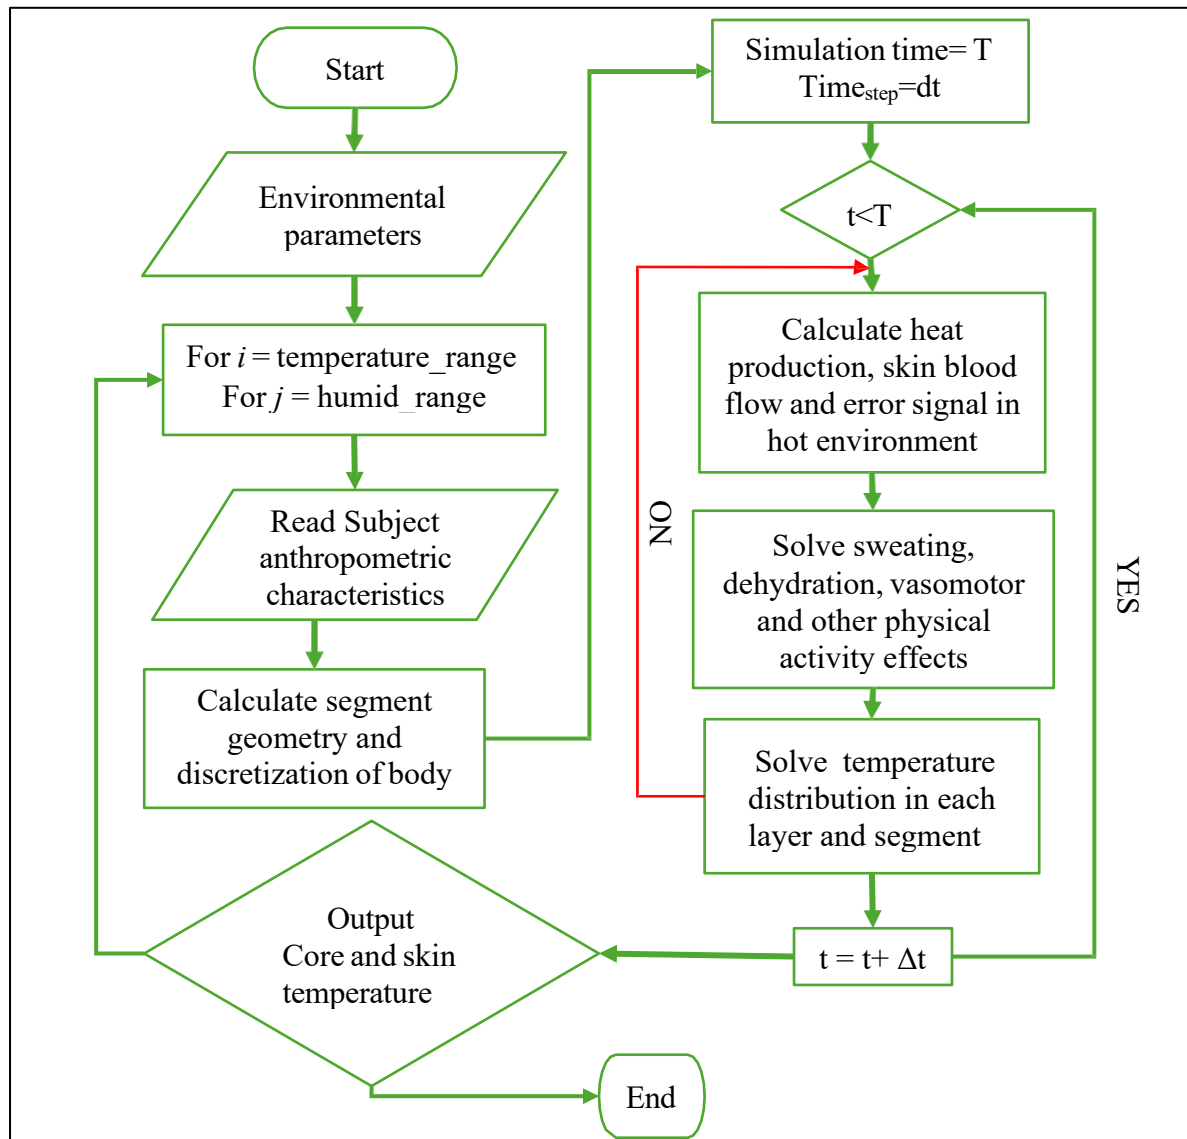 Start
Environmental
parameters
For i = temperature_range
For j = humid_range
Read Subject
anthropometric
characteristics
Calculate segment
geometry and
discretization of body
Simulation time= T
Timestep=dt
t<T
Calculate heat
production, skin blood
flow and error signal in
hot environment
Solve sweating,
dehydration, vasomotor
and other physical
activity effects
Solve temperature
distribution in each
layer and segment
NO
YES
t = t+ Δt
Output
Core and skin
temperature
End